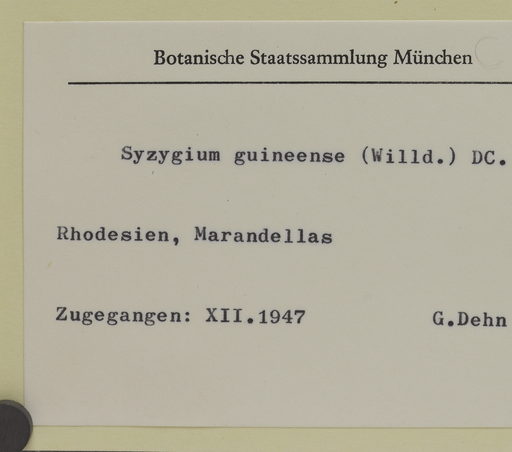 Botanische Staatssammlung München
Syzygium guineense (Willd.) DC.
Rhodesien, Marandellas
Zugegangen: XII.1947 G.Dehn